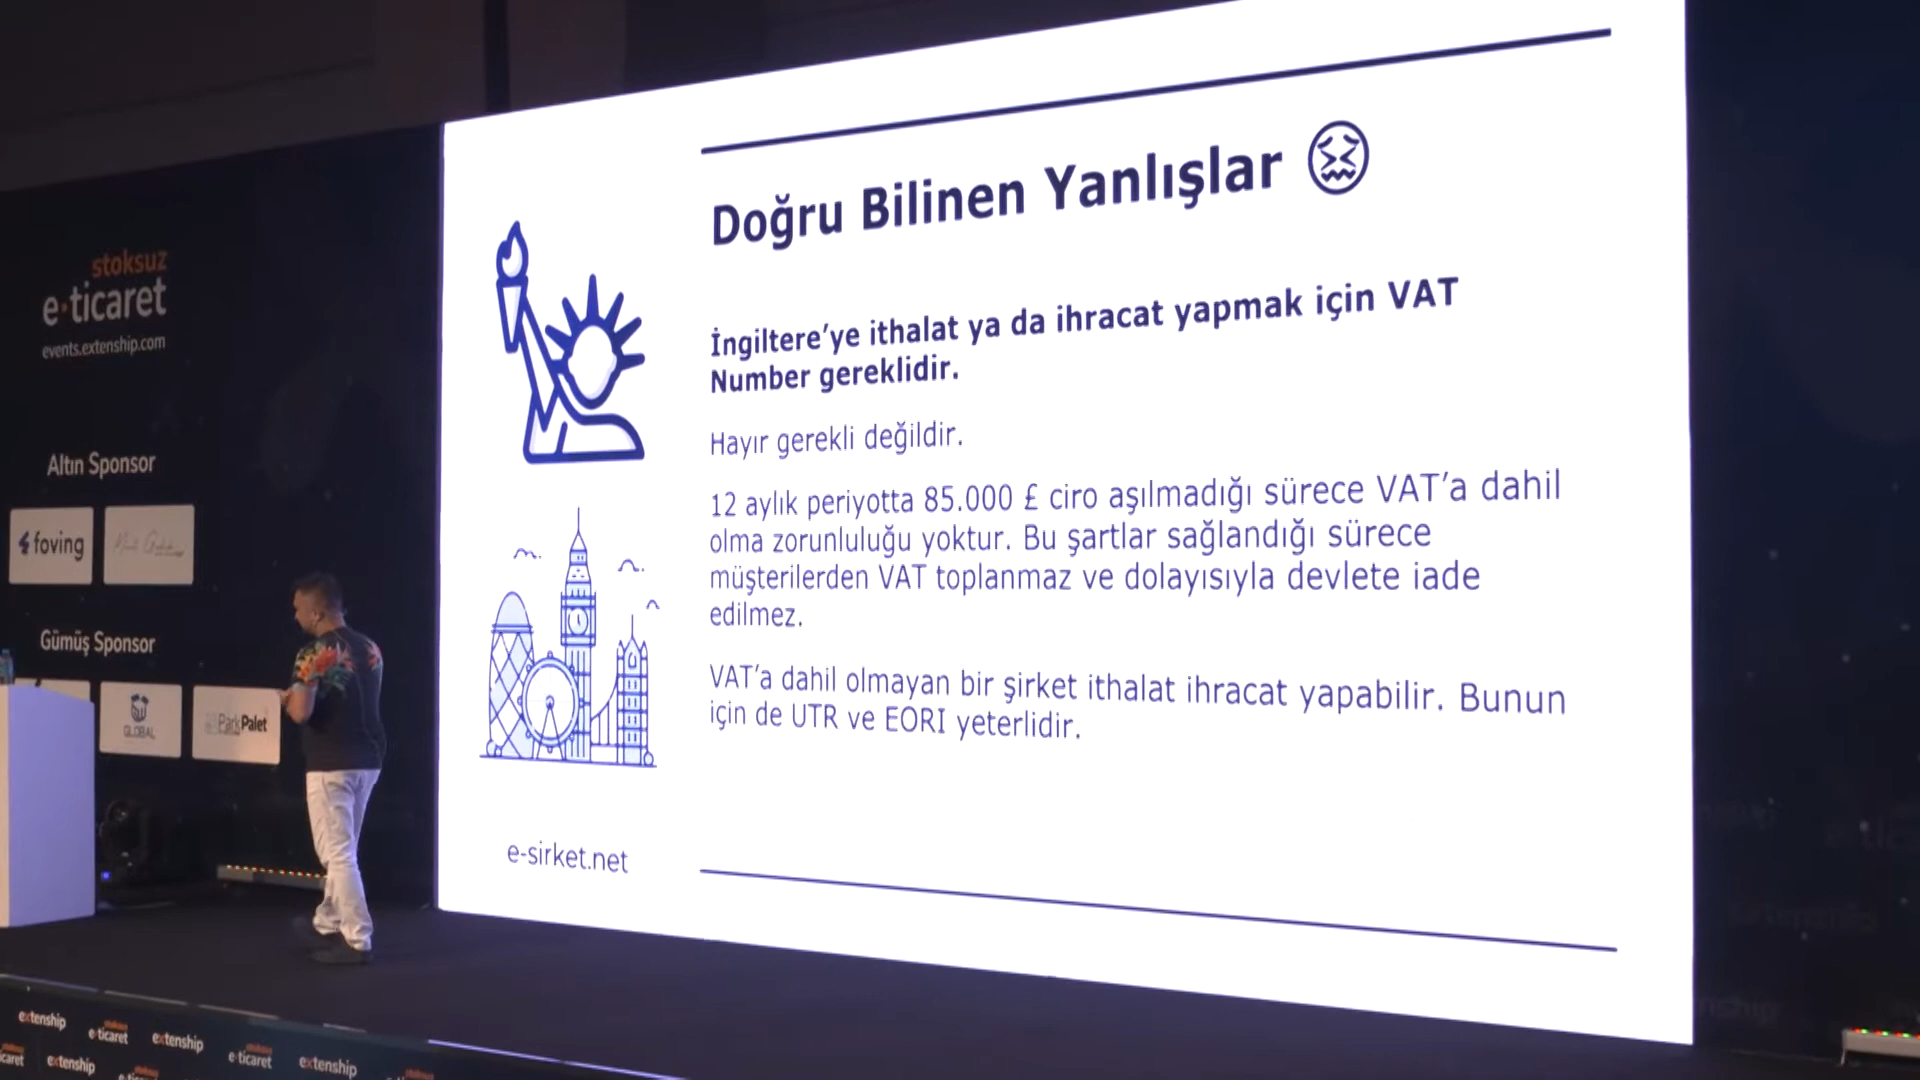 stoksuz
e·ticaret
events.extenship.com
Altın Sponsor
foving
Gümüş Sponsor
GLOBAL
ParkPalet
Doğru Bilinen Yanlışlar
İngiltere’ye ithalat ya da ihracat yapmak için VAT
Number gereklidir.
Hayır gerekli değildir.
12 aylık periyotta 85.000 £ ciro aşılmadığı sürece VAT’a dahil
olma zorunluluğu yoktur. Bu şartlar sağlandığı sürece
müşterilerden VAT toplanmaz ve dolayısıyla devlete iade
edilmez.
VAT’a dahil olmayan bir şirket ithalat ihracat yapabilir. Bunun
için de UTR ve EORI yeterlidir.
e-sirket.net
extenship
stoksuz
e·ticaret
extenship
stoksuz
e·ticaret
extenship
icaret
extenship